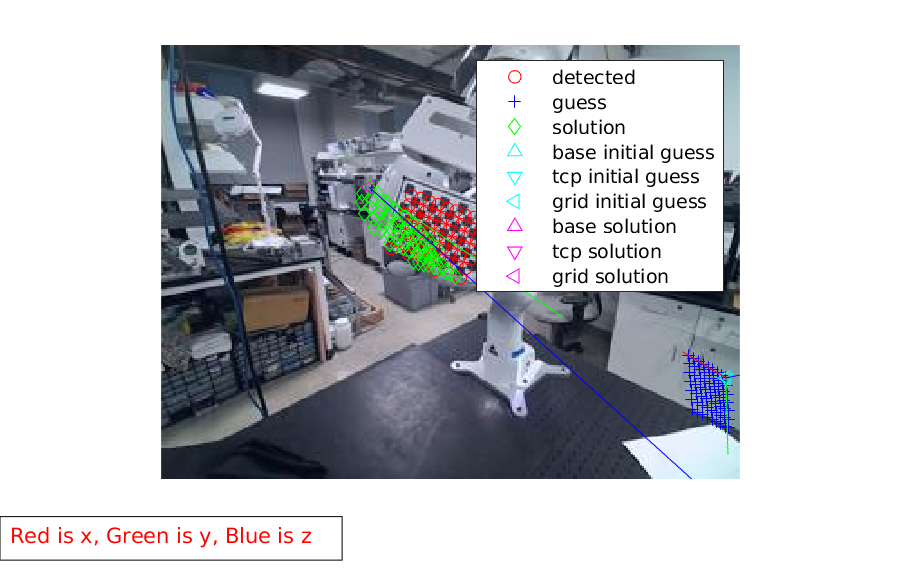 detected
guess
solution
base initial guess
tcp initial guess
grid initial guess
base solution
tcp solution
grid solution
Red is x, Green is y, Blue is z